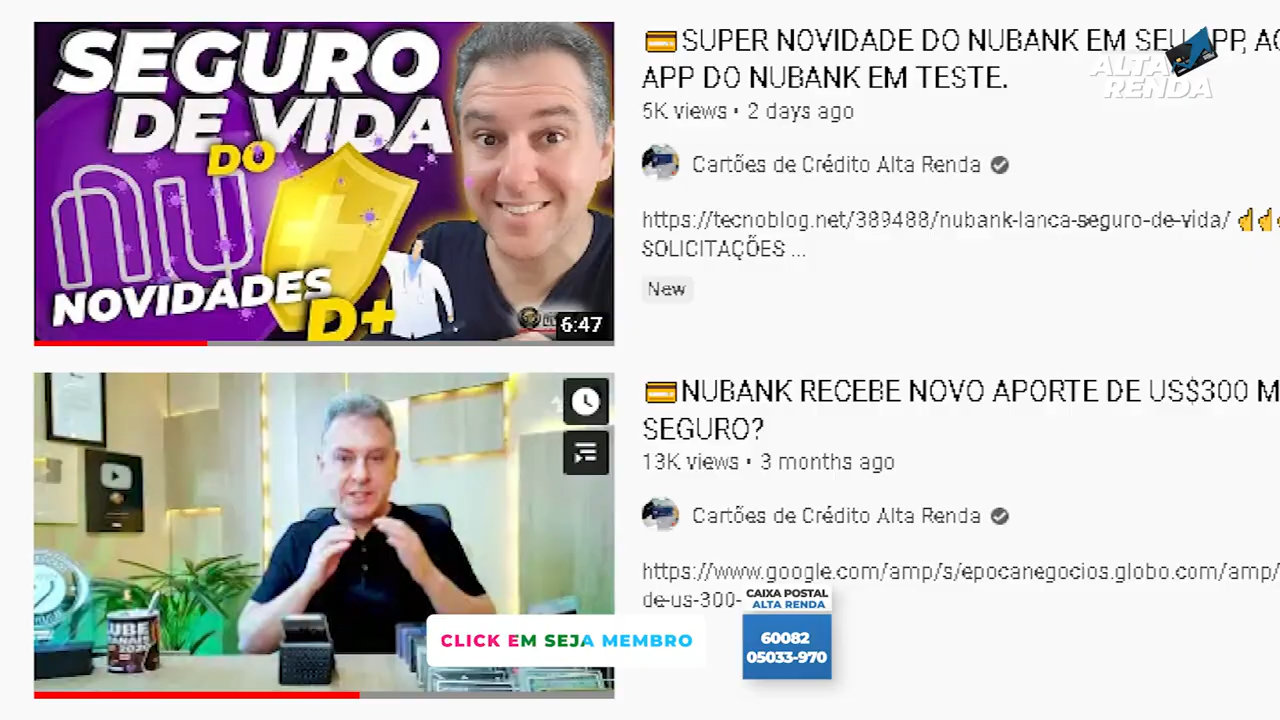 SEGURO
DE VIDA
DO
nu
NOVIDADES
D+
6:47
💳SUPER NOVIDADE DO NUBANK EM SEU APP,
APP DO NUBANK EM TESTE.
5K views • 2 days ago
Cartões de Crédito Alta Renda
https://tecnoblog.net/389488/nubank-lanca-seguro-de-vida/ ☝☝
SOLICITAÇÕES ...
New
ALTA
RENDA
💳NUBANK RECEBE NOVO APORTE DE US$300 M
SEGURO?
13K views • 3 months ago
Cartões de Crédito Alta Renda
https://www.google.com/amp/s/epocanegocios.globo.com/amp/
de-us-300-
CLICK EM SEJA MEMBRO
CAIXA POSTAL
ALTA RENDA
60082
05033-970